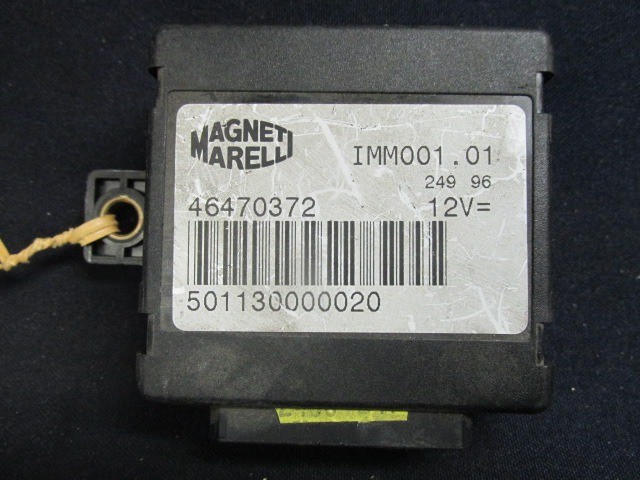 MAGNETI
MARELLI
IMM001.01
249 96
46470372
12V=
501130000020